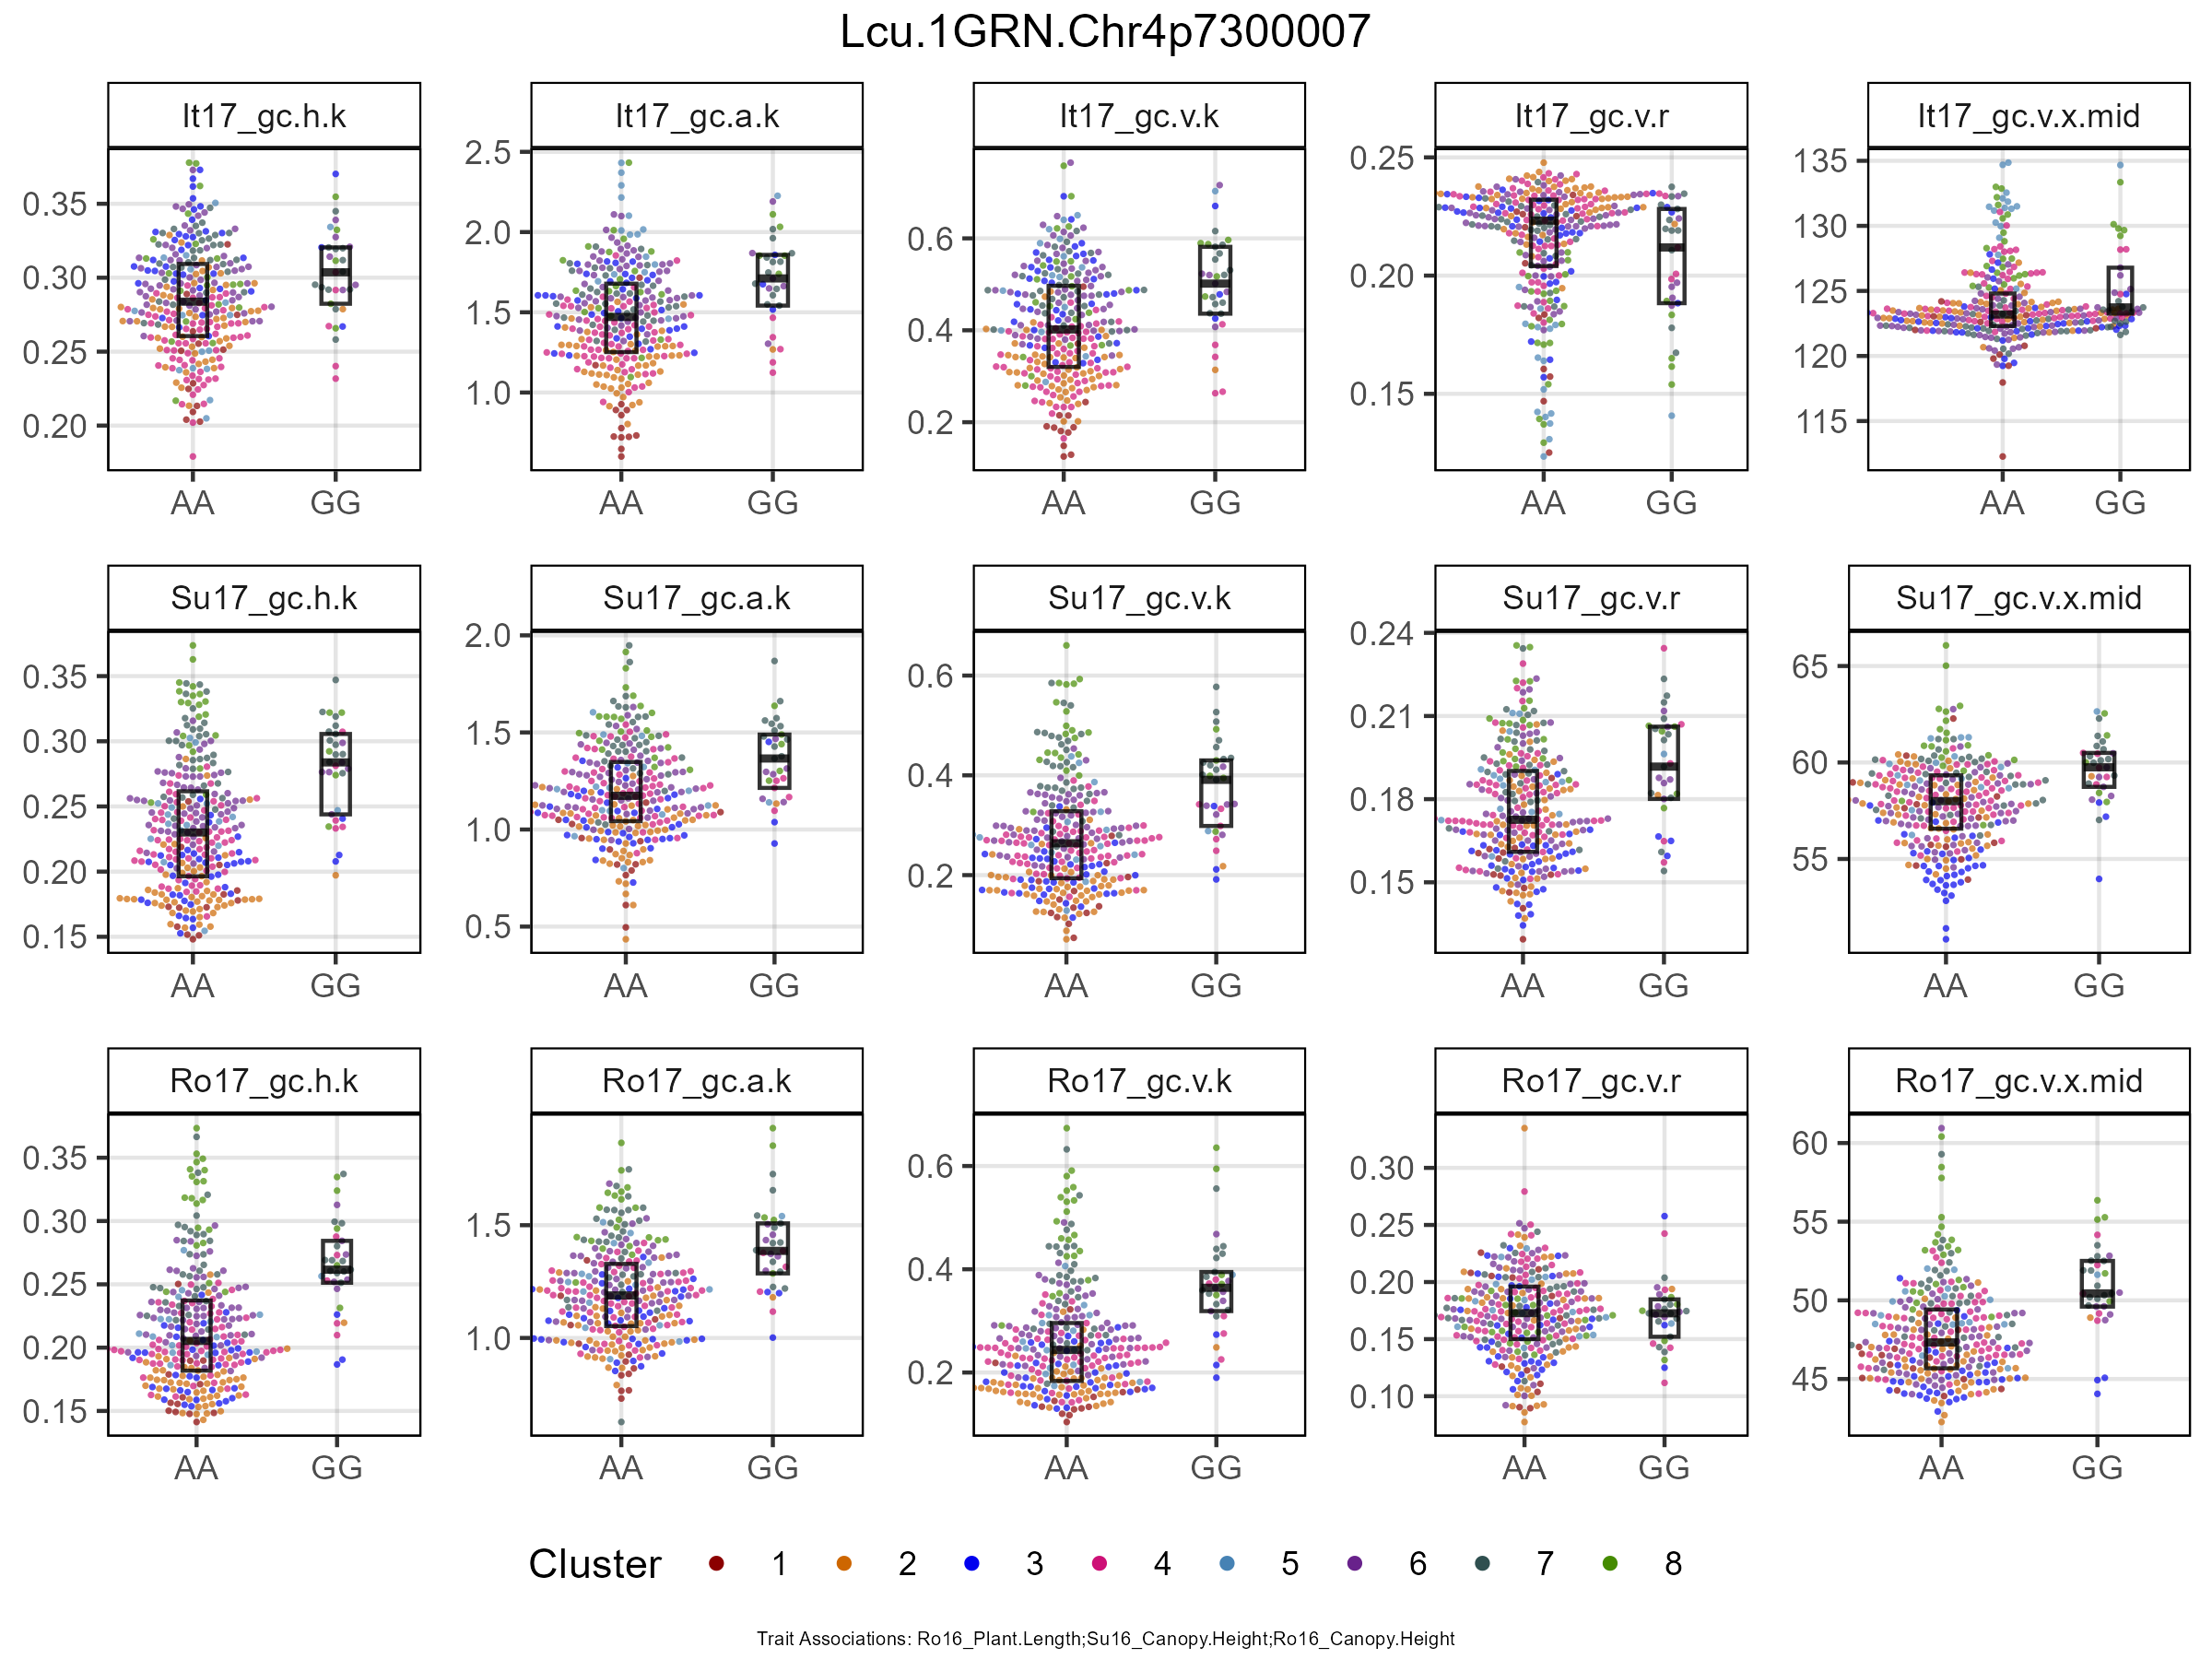 Lcu.1GRN.Chr4p7300007
It17_gc.h.k It17_gc.a.k It17_gc.v.k It17_gc.v.r It17_gc.v.x.mid
0.35 0.30 0.25 0.20 2.5 2.0 1.5 1.0 0.6 0.4 0.2 0.25 0.20 0.15 135 130 125 120 115
AA GG AA GG AA GG AA GG AA GG
Su17_gc.h.k Su17_gc.a.k Su17_gc.v.k Su17_gc.v.r Su17_gc.v.x.mid
0.35 0.30 0.25 0.20 0.15 2.0 1.5 1.0 0.5 0.6 0.4 0.2 0.24 0.21 0.18 0.15 65 60 55
AA GG AA GG AA GG AA GG AA GG
Ro17_gc.h.k Ro17_gc.a.k Ro17_gc.v.k Ro17_gc.v.r Ro17_gc.v.x.mid
0.35 0.30 0.25 0.20 0.15 1.5 1.0 0.6 0.4 0.2 0.30 0.25 0.20 0.15 0.10 60 55 50 45
AA GG AA GG AA GG AA GG AA GG
Cluster 1 2 3 4 5 6 7 8
Trait Associations: Ro16_Plant.Length;Su16_Canopy.Height;Ro16_Canopy.Height